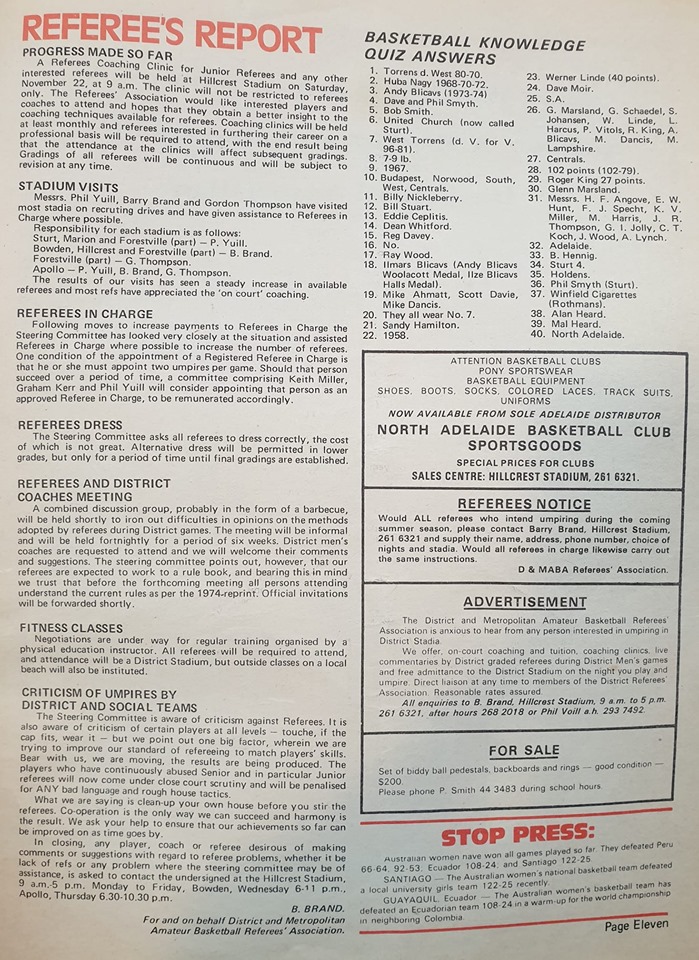 REFEREE'S REPORT
PROGRESS MADE SO FAR
A Referees Coaching Clinic for Junior Referees and any other
interested referees will be held at Hillcrest Stadium on Saturday,
November 22, at 9 a.m. The clinic will not be restricted to referees
only. The Referees' Association would like interested players and
coaches to attend and hopes that they obtain a better insight to the
coaching techniques available for referees. Coaching clinics will be held
at least monthly and referees interested in furthering their career on a
professional basis will be required to attend, with the end result being
that the attendance at the clinics will affect subsequent gradings.
Gradings of all referees will be continuous and will be subject to
revision at any time.
STADIUM VISITS
Messrs. Phil Yuill, Barry Brand and Gordon Thompson have visited
most stadia on recruting drives and have given assistance to Referees in
Charge where possible.
Responsibility for each stadium is as follows:
Sturt, Marion and Forestville (part) — P. Yuill.
Bowden, Hillcrest and Forestville (part) — B. Brand.
Forestville (part) — G. Thompson.
Apollo — P. Yuill, B. Brand, G. Thompson.
The results of our visits has seen a steady increase in available
referees and most refs have appreciated the 'on court' coaching.
REFEREES IN CHARGE
Following moves to increase payments to Referees in Charge the
Steering Committee has looked very closely at the situation and assisted
Referees in Charge where possible to increase the number of referees.
One condition of the appointment of a Registered Referee in Charge is
that he or she must appoint two umpires per game. Should that person
succeed over a period of time, a committee comprising Keith Miller,
Graham Kerr and Phil Yuill will consider appointing that person as an
approved Referee in Charge, to be remunerated accordingly.
REFEREES DRESS
The Steering Committee asks all referees to dress correctly, the cost
of which is not great. Alternative dress will be permitted in lower
grades, but only for a period of time until final gradings are established.
REFEREES AND DISTRICT
COACHES MEETING
A combined discussion group, probably in the form of a barbecue,
will be held shortly to iron out difficulties in opinions on the methods
adopted by referees during District games. The meeting will be informal
and will be held fortnightly for a period of six weeks. District men's
coaches are requested to attend and we will welcome their comments
and suggestions. The steering committee points out, however, that our
referees are expected to work to a rule book, and bearing this in mind
we trust that before the forthcoming meeting all persons attending
understand the current rules as per the 1974 reprint. Official invitations
will be forwarded shortly.
FITNESS CLASSES
Negotiations are under way for regular training organised by a
physical education instructor. All referees will be required to attend,
and attendance will be a District Stadium, but outside classes on a local
beach will also be instituted.
CRITICISM OF UMPIRES BY
DISTRICT AND SOCIAL TEAMS
The Steering Committee is aware of criticism against Referees. It is
also aware of criticism of certain players at all levels — touche, if the
cap fits, wear it — but we point out one big factor, wherein we are
trying to improve our standard of refereeing to match players' skills.
Bear with us, we are moving, the results are being produced. The
players who have continuously abused Senior and in particular Junior
referees will now come under close court scrutiny and will be penalised
for ANY bad language and rough house tactics.
What we are saying is clean-up your own house before you stir the
referees. Co-operation is the only way we can succeed and harmony is
the result. We ask your help to ensure that our achievements so far can
be improved on as time goes by.
In closing, any player, coach or referee desirous of making
comments or suggestions with regard to referee problems, whether it be
lack of refs or any problem where the steering committee may be of
assistance, is asked to contact the undersigned at the Hillcrest Stadium,
9 a.m.-5 p.m. Monday to Friday, Bowden, Wednesday 6-11 p.m.,
Apollo, Thursday 6.30-10.30 p.m.
B. BRAND.
For and on behalf District and Metropolitan
Amateur Basketball Referees' Association.
BASKETBALL KNOWLEDGE
QUIZ ANSWERS
1. Torrens d. West 80-70.
2. Huba Nagy 1968-70-72.
3. Andy Blicavs (1973-74)
4. Dave and Phil Smyth.
5. Bob Smith.
6. United Church (now called
Sturt).
7. West Torrens (d. V. for V.
96-81).
8. 7-9 lb.
9. 1967.
10. Budapest, Norwood, South,
West, Centrals.
11. Billy Nickleberry.
12. Bill Stuart.
13. Eddie Ceplitis.
14. Dean Whitford.
15. Reg Davey.
16. No.
17. Ray Wood.
18. Ilmars Blicavs (Andy Blicavs
Woolacott Medal, Ilze Blicavs
Halls Medal).
19. Mike Ahmatt, Scott Davie,
Mike Dancis.
20. They all wear No. 7.
21. Sandy Hamilton.
22. 1958.
23. Werner Linde (40 points).
24. Dave Moir.
25. S.A.
26. G. Marsland, G. Schaedel, S.
Johansen, W. Linde, L.
Harcus, P. Vitols, R. King, A.
Blicavs, M. Dancis, M.
Lampshire.
27. Centrals.
28. 102 points (102-79).
29. Roger King 27 points.
30. Glenn Marsland.
31. Messrs. H. F. Angove, E. W.
Hunt, F. J. Specht, K. V.
Miller, M. Harris, J. R.
Thompson, G. I. Jolly, C. T.
Koch, J. Wood, A. Lynch.
32. Adelaide.
33. B. Hennig.
34. Sturt 4.
35. Holdens.
36. Phil Smyth (Sturt).
37. Winfield Cigarettes
(Rothmans).
38. Alan Heard.
39. Mal Heard.
40. North Adelaide.
ATTENTION BASKETBALL CLUBS
PONY SPORTSWEAR
BASKETBALL EQUIPMENT
SHOES, BOOTS, SOCKS, COLORED LACES, TRACK SUITS,
UNIFORMS
NOW AVAILABLE FROM SOLE ADELAIDE DISTRIBUTOR
NORTH ADELAIDE BASKETBALL CLUB
SPORTSGOODS
SPECIAL PRICES FOR CLUBS
SALES CENTRE: HILLCREST STADIUM, 261 6321.
REFEREES NOTICE
Would ALL referees who intend umpiring during the coming
summer season, please contact Barry Brand, Hillcrest Stadium,
261 6321 and supply their name, address, phone number, choice of
nights and stadia. Would all referees in charge likewise carry out
the same instructions.
D & MABA Referees' Association.
ADVERTISEMENT
The District and Metropolitan Amateur Basketball Referees'
Association is anxious to hear from any person interested in umpiring in
District Stadia.
We offer, on-court coaching and tuition, coaching clinics, live
commentaries by District graded referees during District Men's games
and free admittance to the District Stadium on the night you play and
umpire. Direct liaison at any time to members of the District Referees'
Association. Reasonable rates assured.
All enquiries to B. Brand, Hillcrest Stadium, 9 a.m. to 5 p.m.
261 6321, after hours 268 2018 or Phil Voill a.h. 293 7492.
FOR SALE
Set of biddy ball pedestals, backboards and rings — good condition —
$200.
Please phone P. Smith 44 3483 during school hours.
STOP PRESS:
Australian women have won all games played so far. They defeated Peru
66-64, 92-53, Ecuador 108-24, and Santiago 122-25.
SANTIAGO — The Australian women's national basketball team defeated
a local university girls team 122-25 recently.
GUAYAQUIL, Ecuador — The Australian women's basketball team has
defeated an Ecuadorian team 108-24 in a warm-up for the world championship
in neighboring Colombia.
Page Eleven